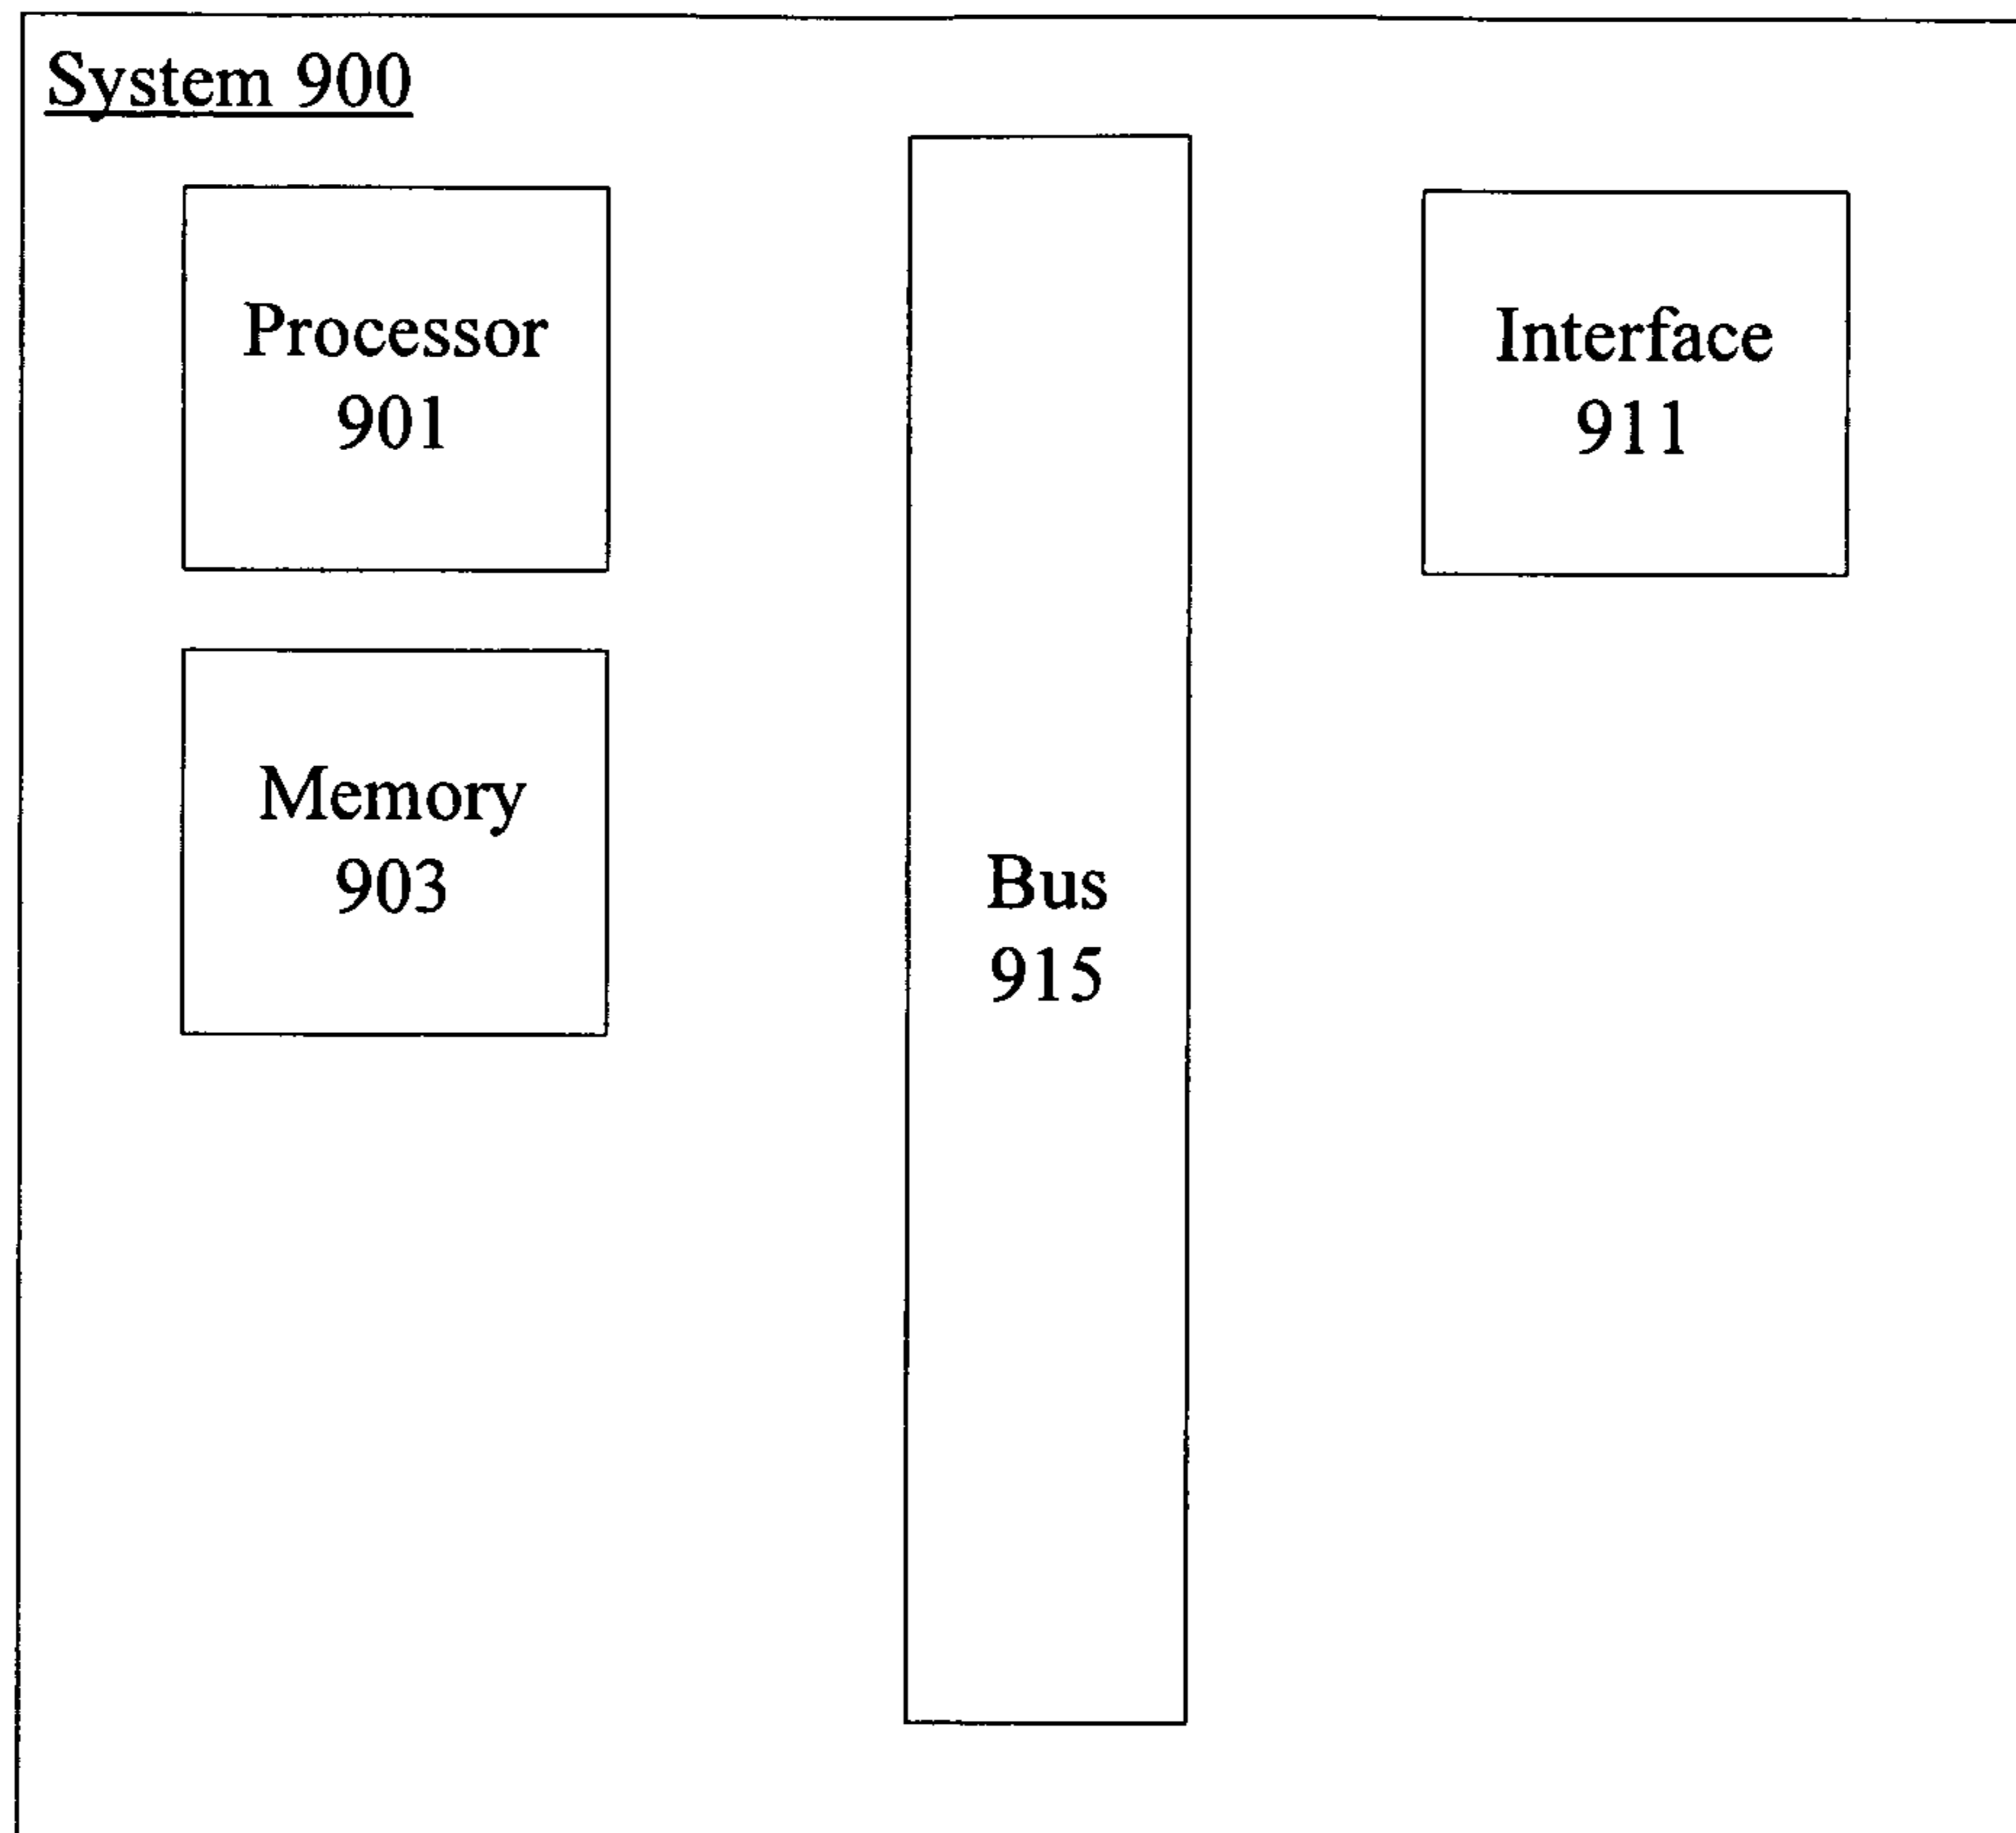 System 900
Processor
901
Interface
911
Memory
903
Bus
915